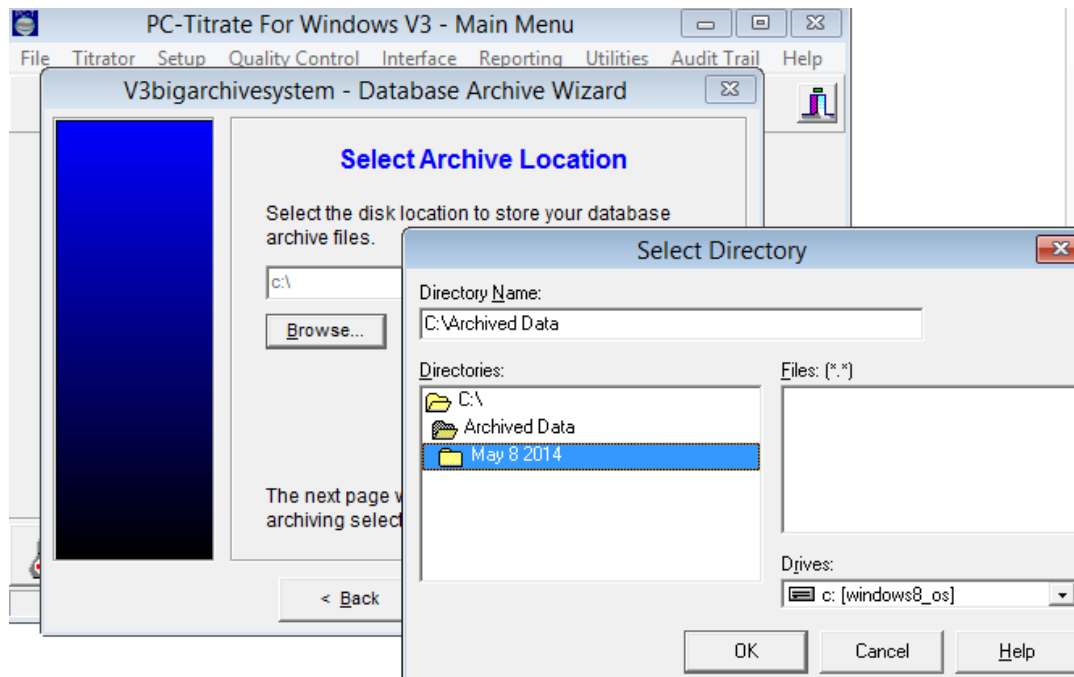 PC-Titrate For Windows V3 - Main Menu
File Titrator Setup Quality Control Interface Reporting Utilities Audit Trail Help
V3bigarchivesystem - Database Archive Wizard
Select Archive Location
Select the disk location to store your database
archive files.
c:\
Browse...
The next page
archiving select
< Back
Select Directory
Directory Name:
C:\Archived Data
Directories:
C:\
Archived Data
May 8 2014
Files: (*.*)
Drives:
c: [windows8_os]
OK Cancel Help